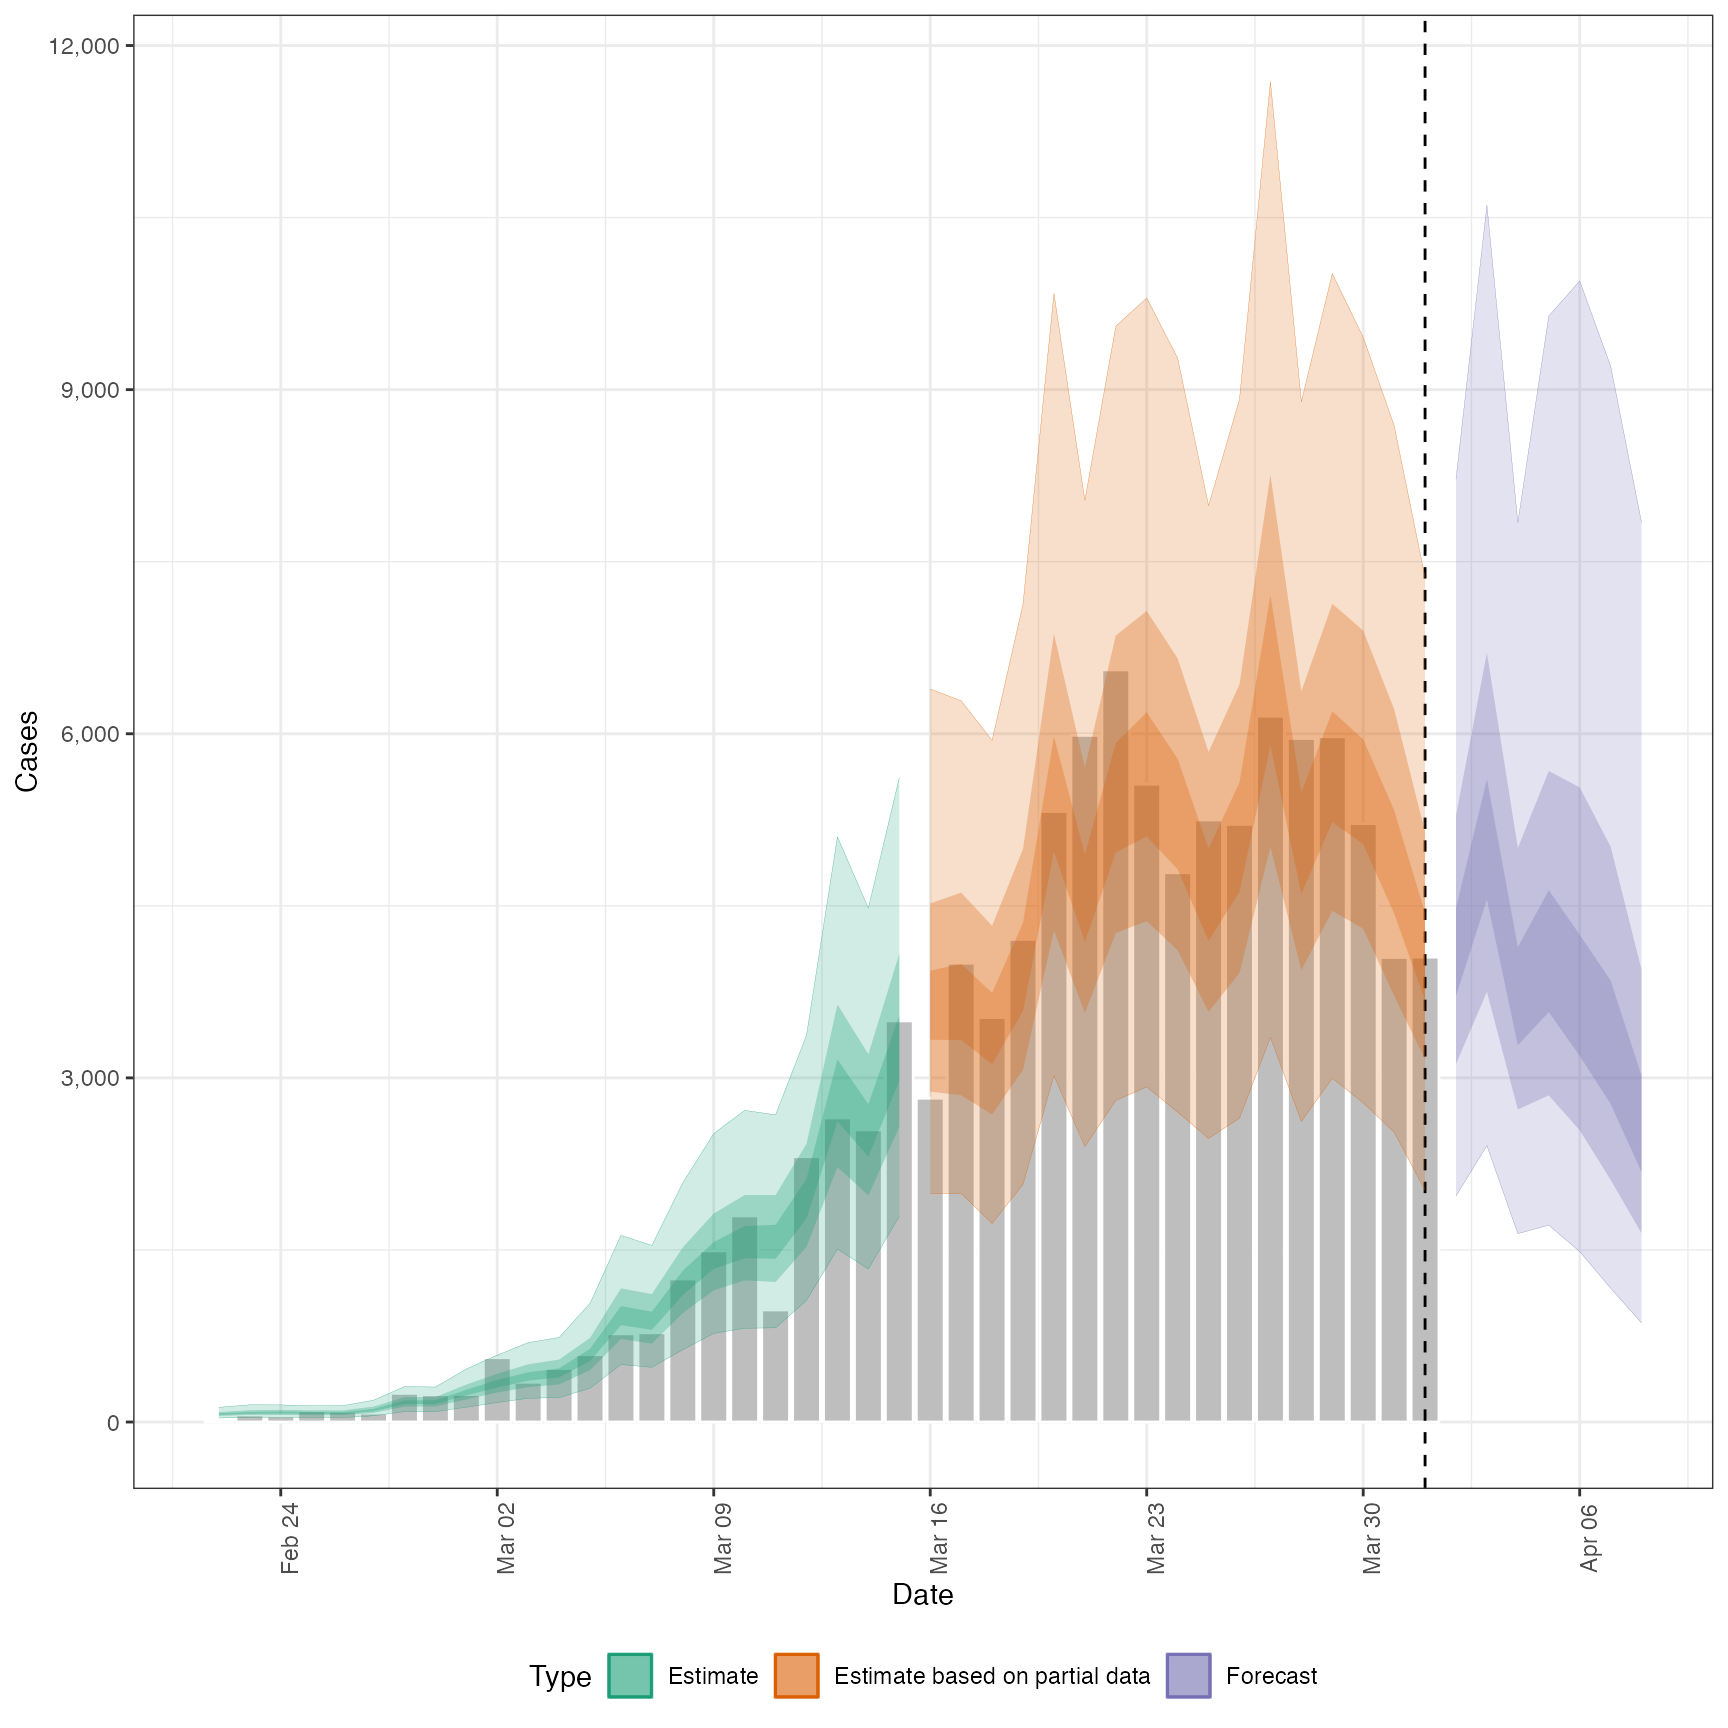 12,000
9,000
6,000
3,000
0
Cases
Feb 24
Mar 02
Mar 09
Mar 16
Mar 23
Mar 30
Apr 06
Date
Type Estimate Estimate based on partial data Forecast